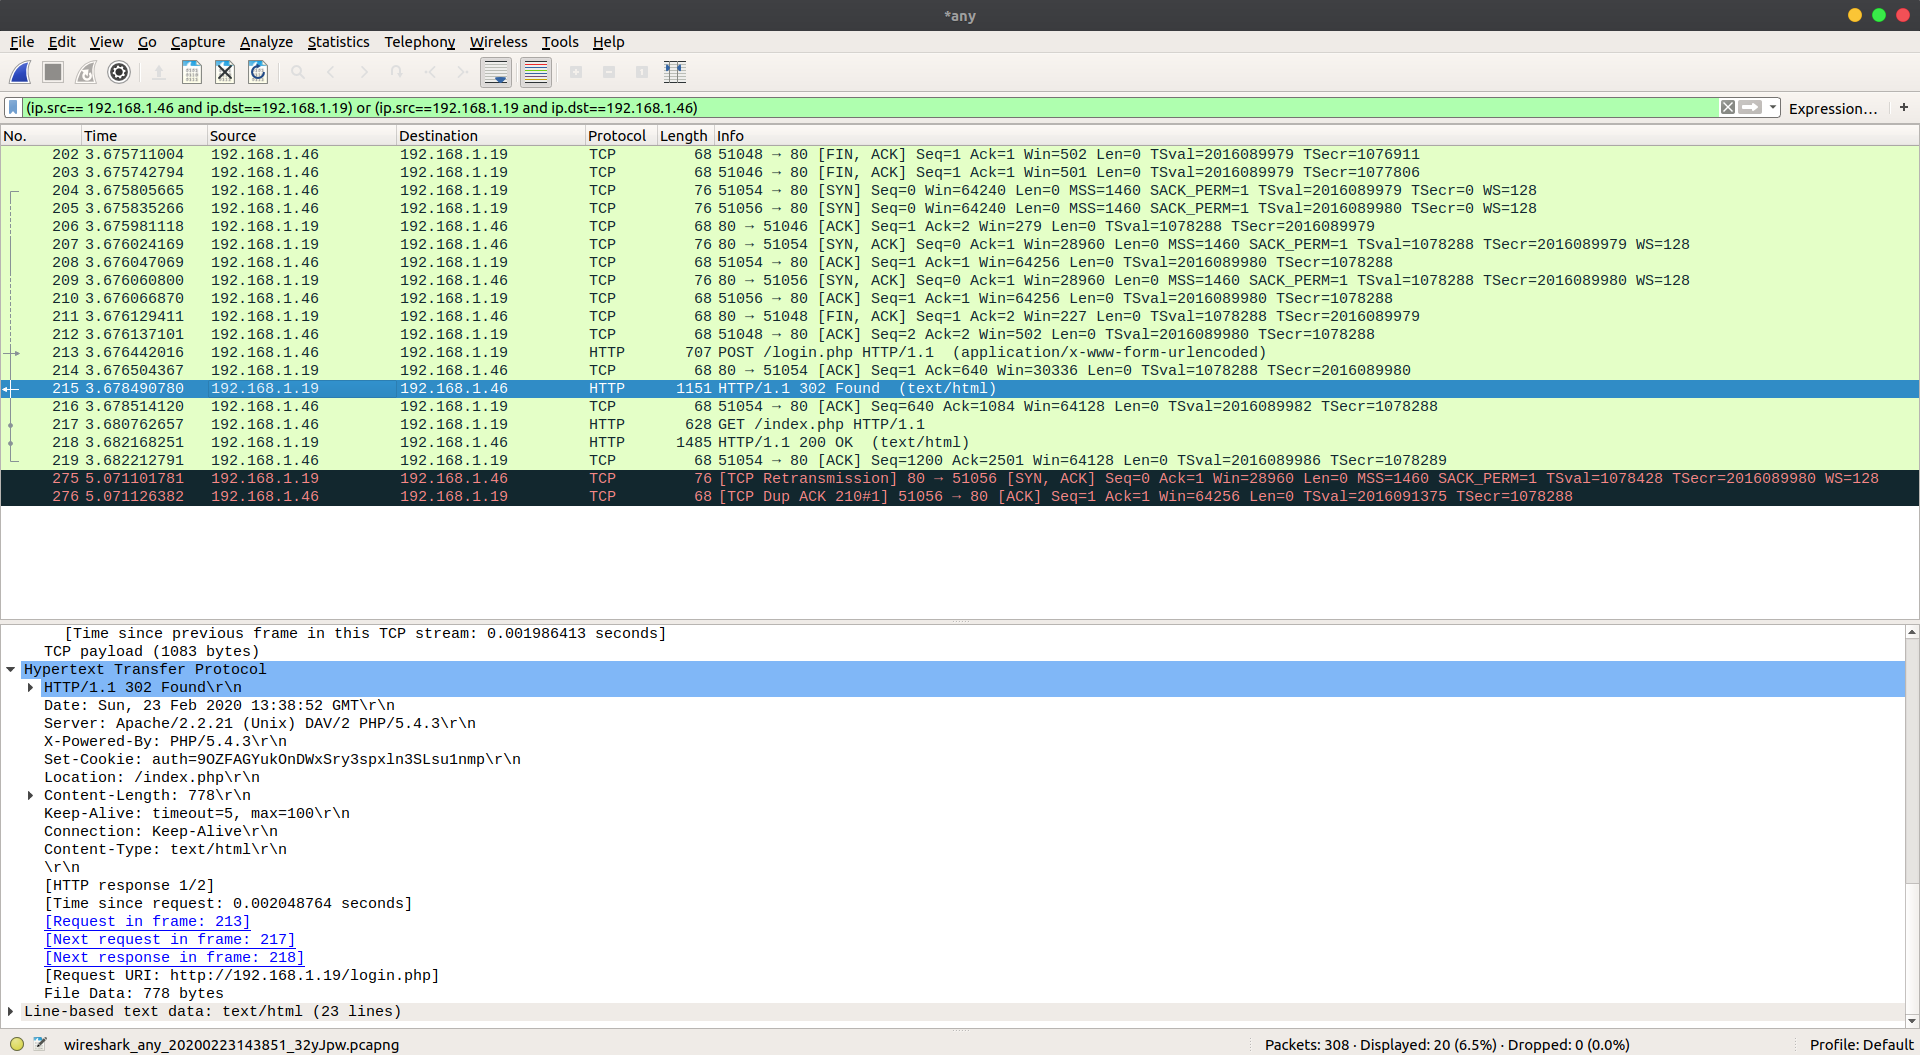 *any
File Edit View Go Capture Analyze Statistics Telephony Wireless Tools Help
(ip.src== 192.168.1.46 and ip.dst==192.168.1.19) or (ip.src==192.168.1.19 and ip.dst==192.168.1.46) Expression... +
No. Time Source Destination Protocol Length Info
202 3.675711004 192.168.1.46 192.168.1.19 TCP 68 51048 → 80 [FIN, ACK] Seq=1 Ack=1 Win=502 Len=0 TSval=2016089979 TSecr=1076911
203 3.675742794 192.168.1.46 192.168.1.19 TCP 68 51046 → 80 [FIN, ACK] Seq=1 Ack=1 Win=501 Len=0 TSval=2016089979 TSecr=1077806
204 3.675805665 192.168.1.46 192.168.1.19 TCP 76 51054 → 80 [SYN] Seq=0 Win=64240 Len=0 MSS=1460 SACK_PERM=1 TSval=2016089979 TSecr=0 WS=128
205 3.675835266 192.168.1.46 192.168.1.19 TCP 76 51056 → 80 [SYN] Seq=0 Win=64240 Len=0 MSS=1460 SACK_PERM=1 TSval=2016089980 TSecr=0 WS=128
206 3.675981118 192.168.1.19 192.168.1.46 TCP 68 80 → 51046 [ACK] Seq=1 Ack=2 Win=279 Len=0 TSval=1078288 TSecr=2016089979
207 3.676024169 192.168.1.19 192.168.1.46 TCP 76 80 → 51054 [SYN, ACK] Seq=0 Ack=1 Win=28960 Len=0 MSS=1460 SACK_PERM=1 TSval=1078288 TSecr=2016089979 WS=128
208 3.676047069 192.168.1.46 192.168.1.19 TCP 68 51054 → 80 [ACK] Seq=1 Ack=1 Win=64256 Len=0 TSval=2016089980 TSecr=1078288
209 3.676060800 192.168.1.19 192.168.1.46 TCP 76 80 → 51056 [SYN, ACK] Seq=0 Ack=1 Win=28960 Len=0 MSS=1460 SACK_PERM=1 TSval=1078288 TSecr=2016089980 WS=128
210 3.676066870 192.168.1.46 192.168.1.19 TCP 68 51056 → 80 [ACK] Seq=1 Ack=1 Win=64256 Len=0 TSval=2016089980 TSecr=1078288
211 3.676129411 192.168.1.19 192.168.1.46 TCP 68 80 → 51048 [FIN, ACK] Seq=1 Ack=2 Win=227 Len=0 TSval=1078288 TSecr=2016089979
212 3.676137101 192.168.1.46 192.168.1.19 TCP 68 51048 → 80 [ACK] Seq=2 Ack=2 Win=502 Len=0 TSval=2016089980 TSecr=1078288
213 3.676442016 192.168.1.46 192.168.1.19 HTTP 707 POST /login.php HTTP/1.1  (application/x-www-form-urlencoded)
214 3.676504367 192.168.1.19 192.168.1.46 TCP 68 80 → 51054 [ACK] Seq=1 Ack=640 Win=30336 Len=0 TSval=1078288 TSecr=2016089980
215 3.678490780 192.168.1.19 192.168.1.46 HTTP 1151 HTTP/1.1 302 Found  (text/html)
216 3.678514120 192.168.1.46 192.168.1.19 TCP 68 51054 → 80 [ACK] Seq=640 Ack=1084 Win=64128 Len=0 TSval=2016089982 TSecr=1078288
217 3.680762657 192.168.1.46 192.168.1.19 HTTP 628 GET /index.php HTTP/1.1
218 3.682168251 192.168.1.19 192.168.1.46 HTTP 1485 HTTP/1.1 200 OK  (text/html)
219 3.682212791 192.168.1.46 192.168.1.19 TCP 68 51054 → 80 [ACK] Seq=1200 Ack=2501 Win=64128 Len=0 TSval=2016089986 TSecr=1078289
275 5.071101781 192.168.1.19 192.168.1.46 TCP 76 [TCP Retransmission] 80 → 51056 [SYN, ACK] Seq=0 Ack=1 Win=28960 Len=0 MSS=1460 SACK_PERM=1 TSval=1078428 TSecr=2016089980 WS=128
276 5.071126382 192.168.1.46 192.168.1.19 TCP 68 [TCP Dup ACK 210#1] 51056 → 80 [ACK] Seq=1 Ack=1 Win=64256 Len=0 TSval=2016091375 TSecr=1078288
[Time since previous frame in this TCP stream: 0.001986413 seconds]
TCP payload (1083 bytes)
Hypertext Transfer Protocol
HTTP/1.1 302 Found\r\n
Date: Sun, 23 Feb 2020 13:38:52 GMT\r\n
Server: Apache/2.2.21 (Unix) DAV/2 PHP/5.4.3\r\n
X-Powered-By: PHP/5.4.3\r\n
Set-Cookie: auth=9OZFAGYukOnDWxSry3spxln3SLsu1nmp\r\n
Location: /index.php\r\n
Content-Length: 778\r\n
Keep-Alive: timeout=5, max=100\r\n
Connection: Keep-Alive\r\n
Content-Type: text/html\r\n
\r\n
[HTTP response 1/2]
[Time since request: 0.002048764 seconds]
[Request in frame: 213]
[Next request in frame: 217]
[Next response in frame: 218]
[Request URI: http://192.168.1.19/login.php]
File Data: 778 bytes
Line-based text data: text/html (23 lines)
wireshark_any_20200223143851_32yJpw.pcapng Packets: 308 · Displayed: 20 (6.5%) · Dropped: 0 (0.0%) Profile: Default